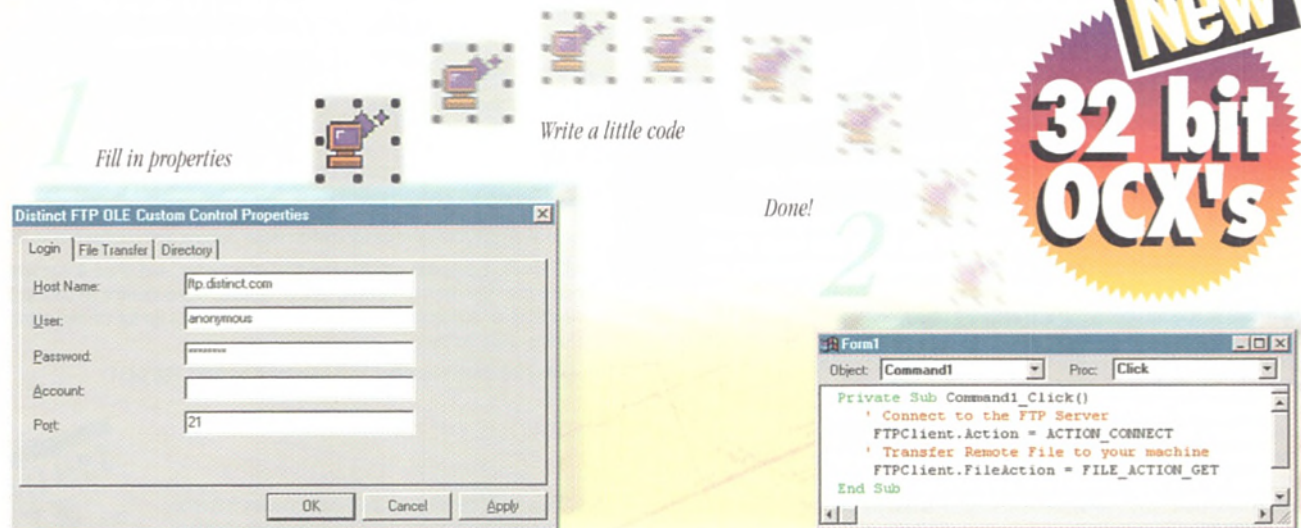 New
32 bit
OCX's
1
Fill in properties
Write a little code
Done!
2
Distinct FTP OLE Custom Control Properties
Login File Transfer Directory
Host Name: ftp.distinct.com
User: anonymous
Password: ********
Account:
Port: 21
OK Cancel Apply
Form1
Object: Command1 Proc: Click
Private Sub Command1_Click()
' Connect to the FTP Server
FTPClient.Action = ACTION_CONNECT
' Transfer Remote File to your machine
FTPClient.FileAction = FILE_ACTION_GET
End Sub